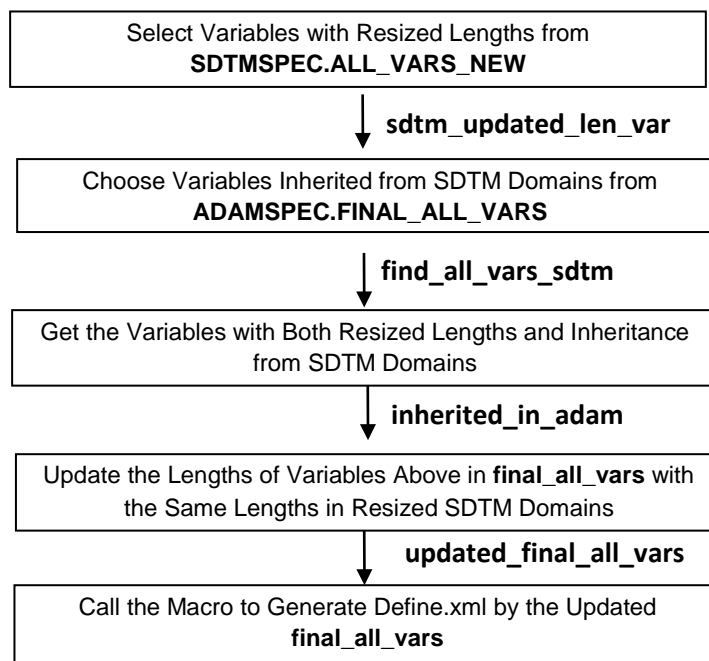 Select Variables with Resized Lengths from
SDTMSPEC.ALL_VARS_NEW
sdtm_updated_len_var
Choose Variables Inherited from SDTM Domains from
ADAMSPEC.FINAL_ALL_VARS
find_all_vars_sdtm
Get the Variables with Both Resized Lengths and Inheritance
from SDTM Domains
inherited_in_adam
Update the Lengths of Variables Above in final_all_vars with
the Same Lengths in Resized SDTM Domains
updated_final_all_vars
Call the Macro to Generate Define.xml by the Updated
final_all_vars